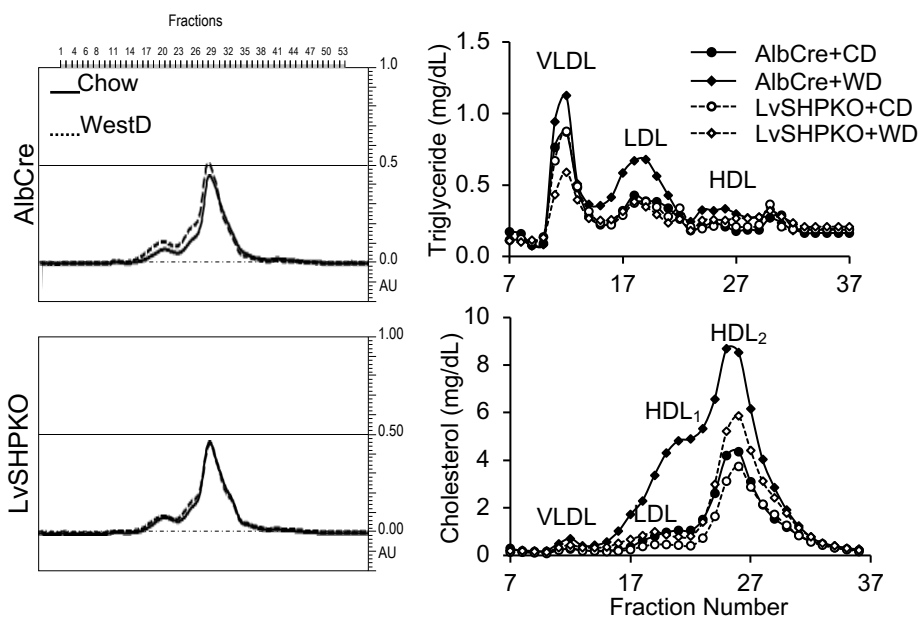 Fractions
1 4 6 8 11 14 17 20 23 26 29 32 35 38 41 44 47 50 53
AlbCre
Chow
WestD
1.0
0.5
0.0
AU
LvSHPKO
1.00
0.50
0.00
AU
Triglyceride (mg/dL)
1.5
1.0
0.5
0.0
VLDL
LDL
HDL
AlbCre+CD
AlbCre+WD
LvSHPKO+CD
LvSHPKO+WD
7 17 27 37
Cholesterol (mg/dL)
10
8
6
4
2
0
VLDL
LDL
HDL₁
HDL₂
7 17 27 37
Fraction Number